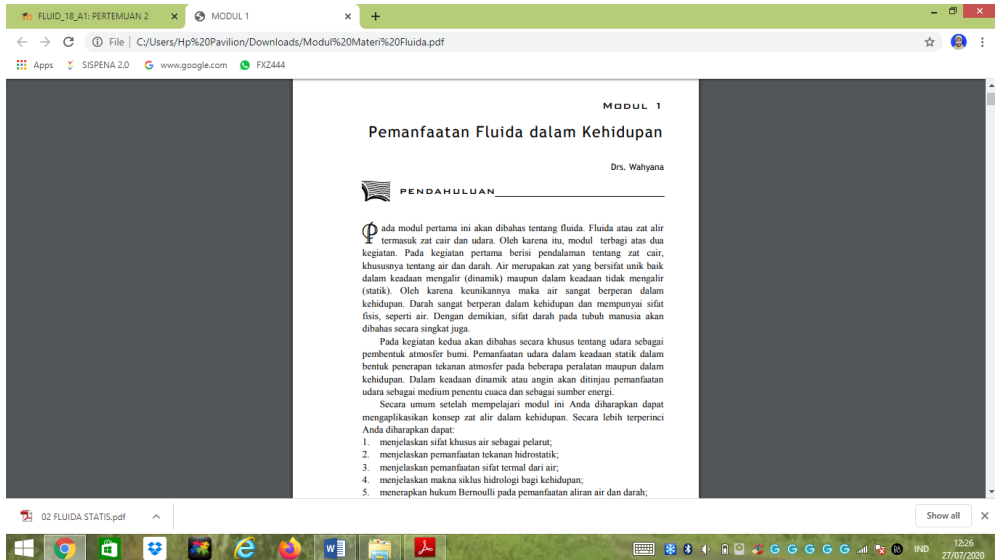 FLUID_18_A1: PERTEMUAN 2
MODUL 1
File | C:/Users/Hp%20Pavilion/Downloads/Modul%20Materi%20Fluida.pdf
Apps SISPENA 2.0 www.google.com FXZ444
MODUL 1
Pemanfaatan Fluida dalam Kehidupan
Drs. Wahyana
PENDAHULUAN
Pada modul pertama ini akan dibahas tentang fluida. Fluida atau zat alir
termasuk zat cair dan udara. Oleh karena itu, modul terbagi atas dua
kegiatan. Pada kegiatan pertama berisi pendalaman tentang zat cair,
khususnya tentang air dan darah. Air merupakan zat yang bersifat unik baik
dalam keadaan mengalir (dinamik) maupun dalam keadaan tidak mengalir
(statik). Oleh karena keunikannya maka air sangat berperan dalam
kehidupan. Darah sangat berperan dalam kehidupan dan mempunyai sifat
fisis, seperti air. Dengan demikian, sifat darah pada tubuh manusia akan
dibahas secara singkat juga.
Pada kegiatan kedua akan dibahas secara khusus tentang udara sebagai
pembentuk atmosfer bumi. Pemanfaatan udara dalam keadaan statik dalam
bentuk penerapan tekanan atmosfer pada beberapa peralatan maupun dalam
kehidupan. Dalam keadaan dinamik atau angin akan ditinjau pemanfaatan
udara sebagai medium penentu cuaca dan sebagai sumber energi.
Secara umum setelah mempelajari modul ini Anda diharapkan dapat
mengaplikasikan konsep zat alir dalam kehidupan. Secara lebih terperinci
Anda diharapkan dapat:
1. menjelaskan sifat khusus air sebagai pelarut;
2. menjelaskan pemanfaatan tekanan hidrostatik;
3. menjelaskan pemanfaatan sifat termal dari air;
4. menjelaskan makna siklus hidrologi bagi kehidupan;
5. menerapkan hukum Bernoulli pada pemanfaatan aliran air dan darah;
02 FLUIDA STATIS.pdf
Show all
IND
12:26
27/07/2020